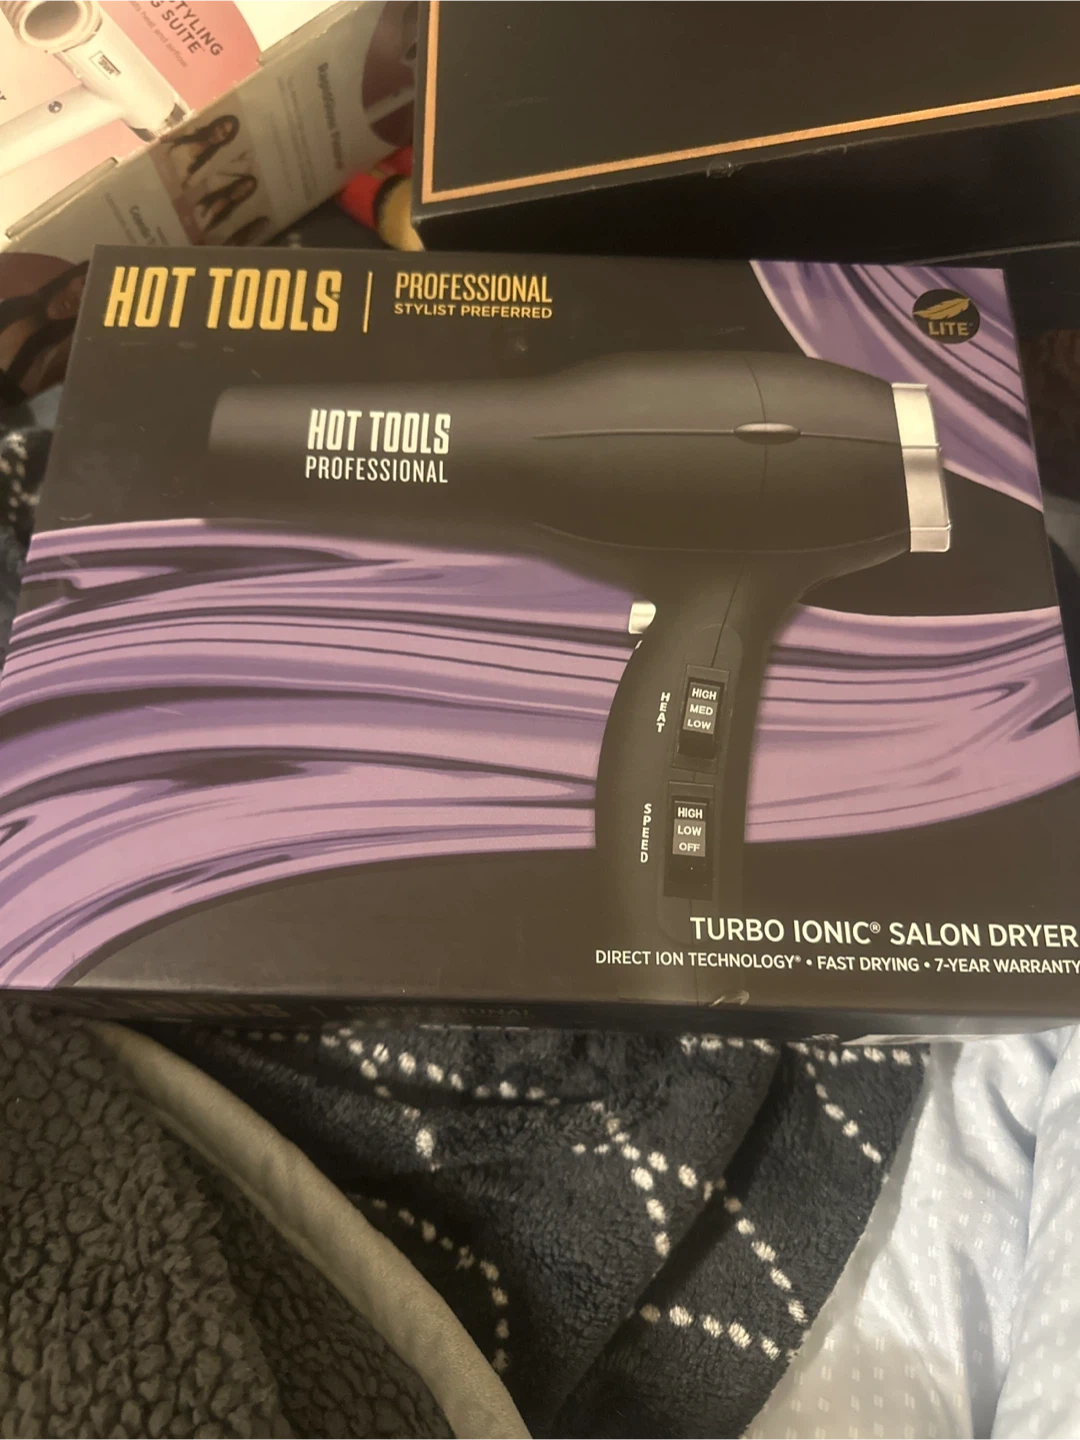 STYLING
G SUITE
HOT TOOLS
PROFESSIONAL
STYLIST PREFERRED
LITE
HOT TOOLS
PROFESSIONAL
HEAT
HIGH
MED
LOW
SPEED
HIGH
LOW
OFF
TURBO IONIC® SALON DRYER
DIRECT ION TECHNOLOGY® • FAST DRYING • 7-YEAR WARRANTY